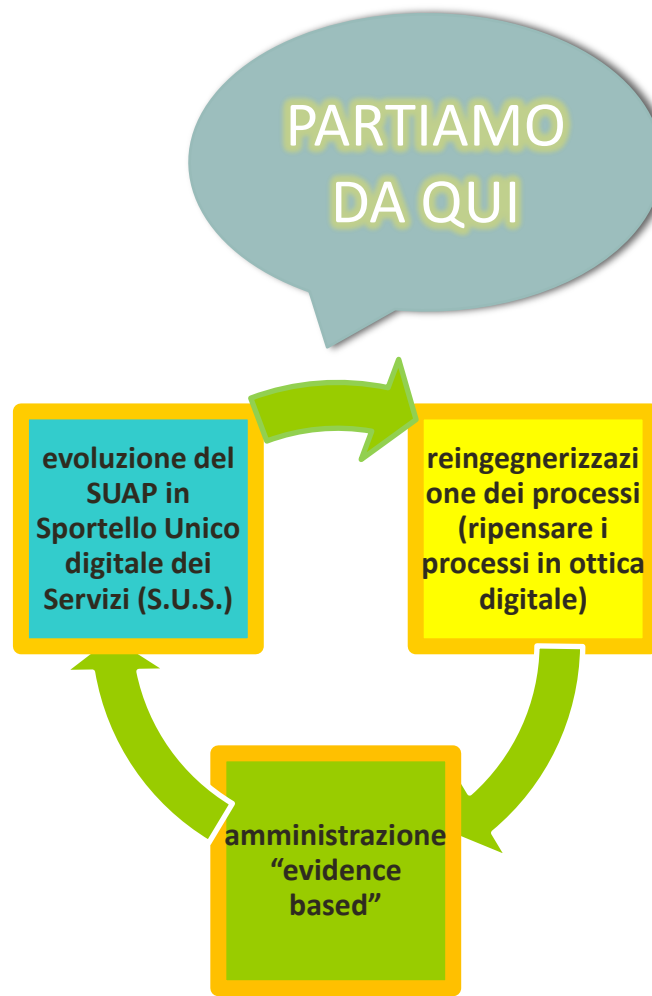 PARTIAMO
DA QUI
evoluzione del
SUAP in
Sportello Unico
digitale dei
Servizi (S.U.S.)
reingegnerizzazi
one dei processi
(ripensare i
processi in ottica
digitale)
amministrazione
“evidence
based”